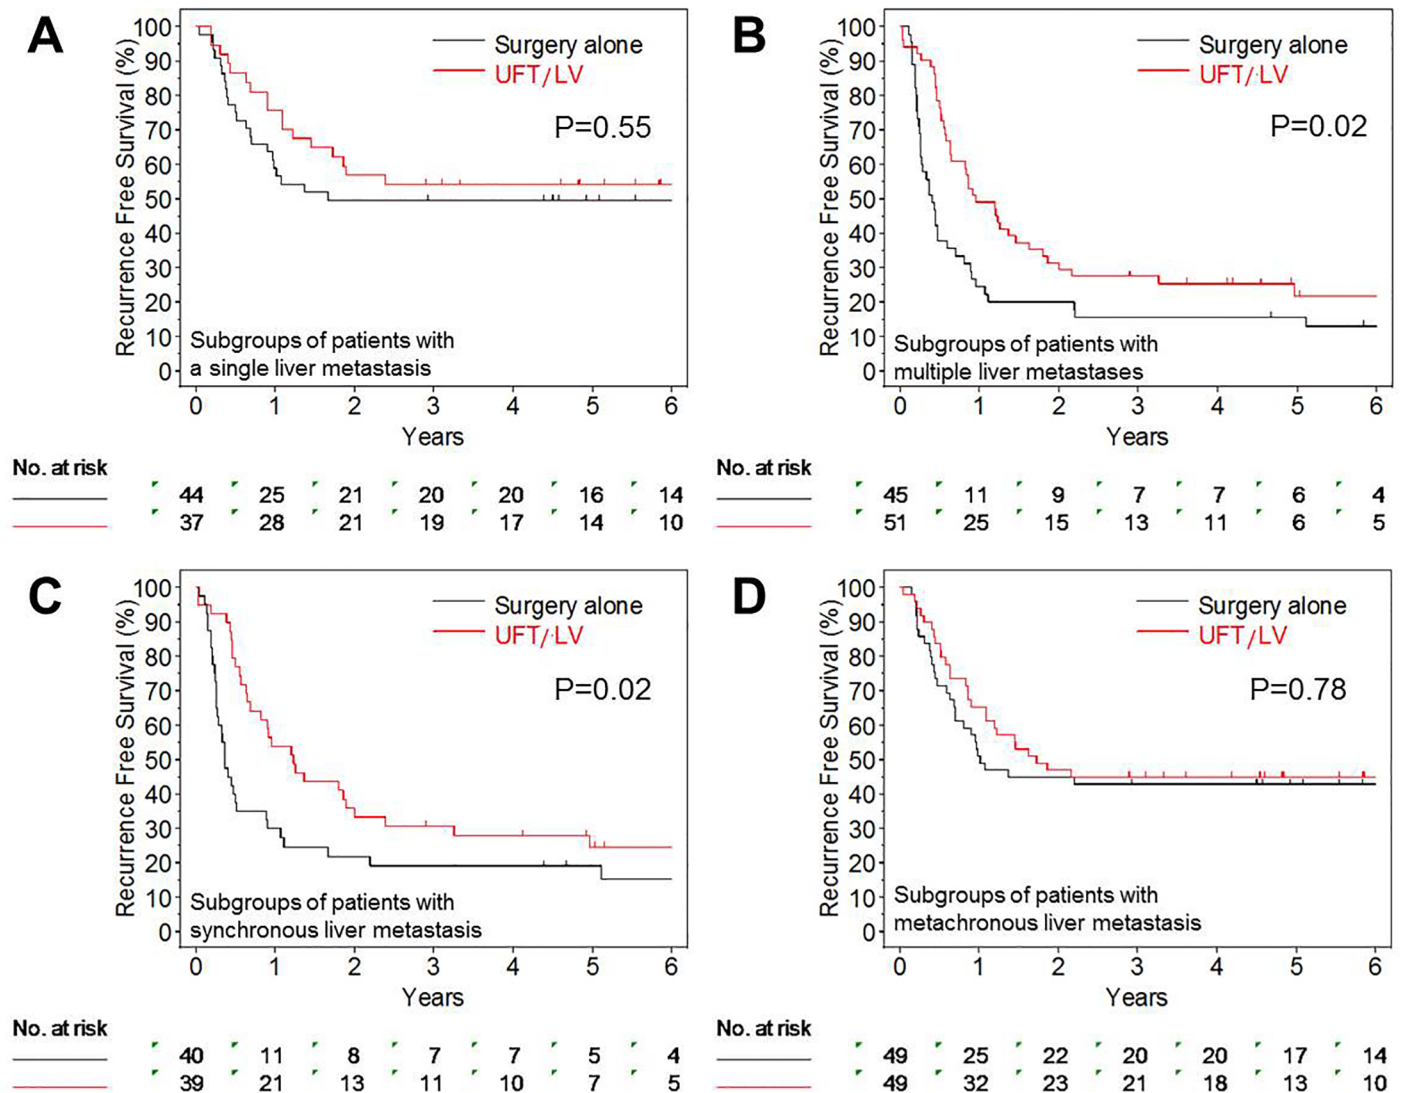 A
Recurrence Free Survival (%)
100
90
80
70
60
50
40
30
20
10
0
Surgery alone
UFT/LV
P=0.55
Subgroups of patients with
a single liver metastasis
0 1 2 3 4 5 6
Years
No. at risk
44 25 21 20 20 16 14
37 28 21 19 17 14 10
B
Recurrence Free Survival (%)
100
90
80
70
60
50
40
30
20
10
0
Surgery alone
UFT/LV
P=0.02
Subgroups of patients with
multiple liver metastases
0 1 2 3 4 5 6
Years
No. at risk
45 11 9 7 7 6 4
51 25 15 13 11 6 5
C
Recurrence Free Survival (%)
100
90
80
70
60
50
40
30
20
10
0
Surgery alone
UFT/LV
P=0.02
Subgroups of patients with
synchronous liver metastasis
0 1 2 3 4 5 6
Years
No. at risk
40 11 8 7 7 5 4
39 21 13 11 10 7 5
D
Recurrence Free Survival (%)
100
90
80
70
60
50
40
30
20
10
0
Surgery alone
UFT/LV
P=0.78
Subgroups of patients with
metachronous liver metastasis
0 1 2 3 4 5 6
Years
No. at risk
49 25 22 20 20 17 14
49 32 23 21 18 13 10